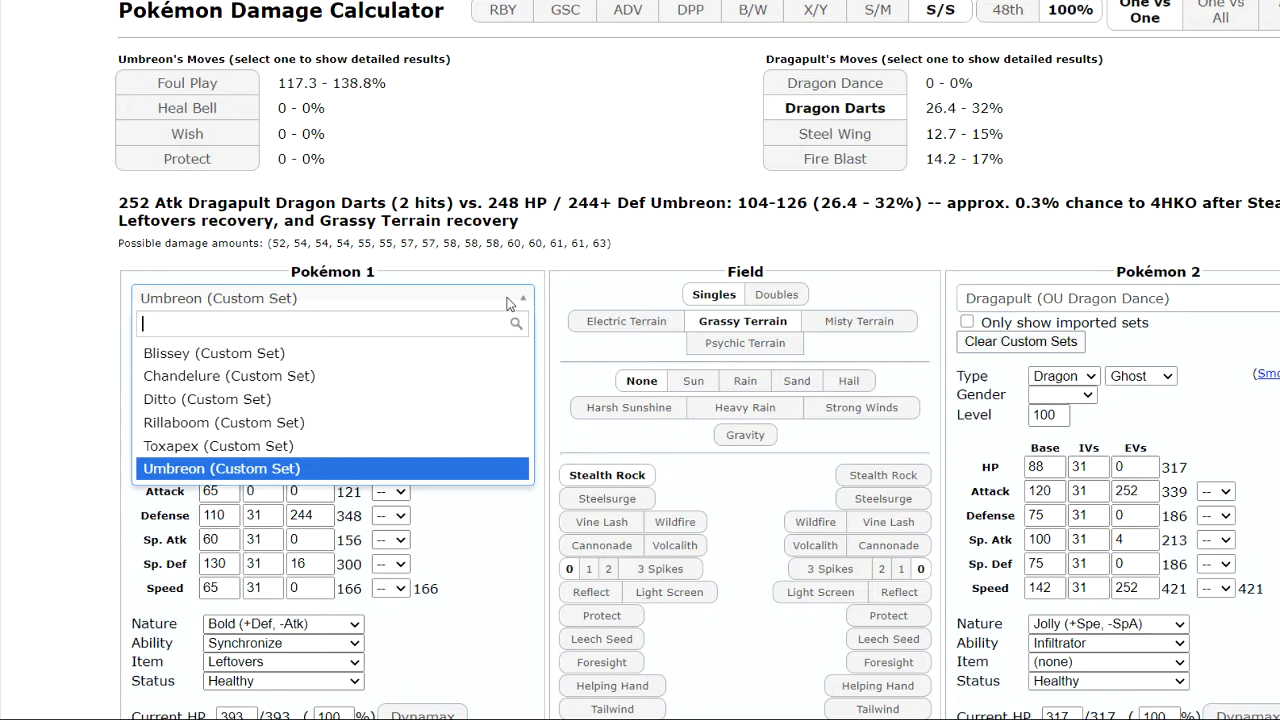 Pokémon Damage Calculator
RBY GSC ADV DPP B/W X/Y S/M S/S 48th 100% One vs One One vs All
Umbreon's Moves (select one to show detailed results)
Foul Play 117.3 - 138.8%
Heal Bell 0 - 0%
Wish 0 - 0%
Protect 0 - 0%
Dragapult's Moves (select one to show detailed results)
Dragon Dance 0 - 0%
Dragon Darts 26.4 - 32%
Steel Wing 12.7 - 15%
Fire Blast 14.2 - 17%
252 Atk Dragapult Dragon Darts (2 hits) vs. 248 HP / 244+ Def Umbreon: 104-126 (26.4 - 32%) -- approx. 0.3% chance to 4HKO after Stea
Leftovers recovery, and Grassy Terrain recovery
Possible damage amounts: (52, 54, 54, 54, 55, 55, 57, 57, 58, 58, 58, 60, 60, 61, 61, 63)
Pokémon 1
Umbreon (Custom Set)
Blissey (Custom Set)
Chandelure (Custom Set)
Ditto (Custom Set)
Rillaboom (Custom Set)
Toxapex (Custom Set)
Umbreon (Custom Set)
Attack 65 0 0 121 --
Defense 110 31 244 348 --
Sp. Atk 60 31 0 156 --
Sp. Def 130 31 16 300 --
Speed 65 31 0 166 -- 166
Nature Bold (+Def, -Atk)
Ability Synchronize
Item Leftovers
Status Healthy
Current HP 393 /393 ( 100 %) Dynamax
Field
Singles Doubles
Electric Terrain Grassy Terrain Misty Terrain
Psychic Terrain
None Sun Rain Sand Hail
Harsh Sunshine Heavy Rain Strong Winds
Gravity
Stealth Rock Stealth Rock
Steelsurge Steelsurge
Vine Lash Wildfire Wildfire Vine Lash
Cannonade Volcalith Volcalith Cannonade
0 1 2 3 Spikes 3 Spikes 2 1 0
Reflect Light Screen Light Screen Reflect
Protect Protect
Leech Seed Leech Seed
Foresight Foresight
Helping Hand Helping Hand
Tailwind Tailwind
Pokémon 2
Dragapult (OU Dragon Dance)
Only show imported sets
Clear Custom Sets
Type Dragon Ghost (Smo
Gender
Level 100
Base IVs EVs
HP 88 31 0 317
Attack 120 31 252 339 --
Defense 75 31 0 186 --
Sp. Atk 100 31 4 213 --
Sp. Def 75 31 0 186 --
Speed 142 31 252 421 -- 421
Nature Jolly (+Spe, -SpA)
Ability Infiltrator
Item (none)
Status Healthy
Current HP 317 /317 ( 100 %) Dynamax